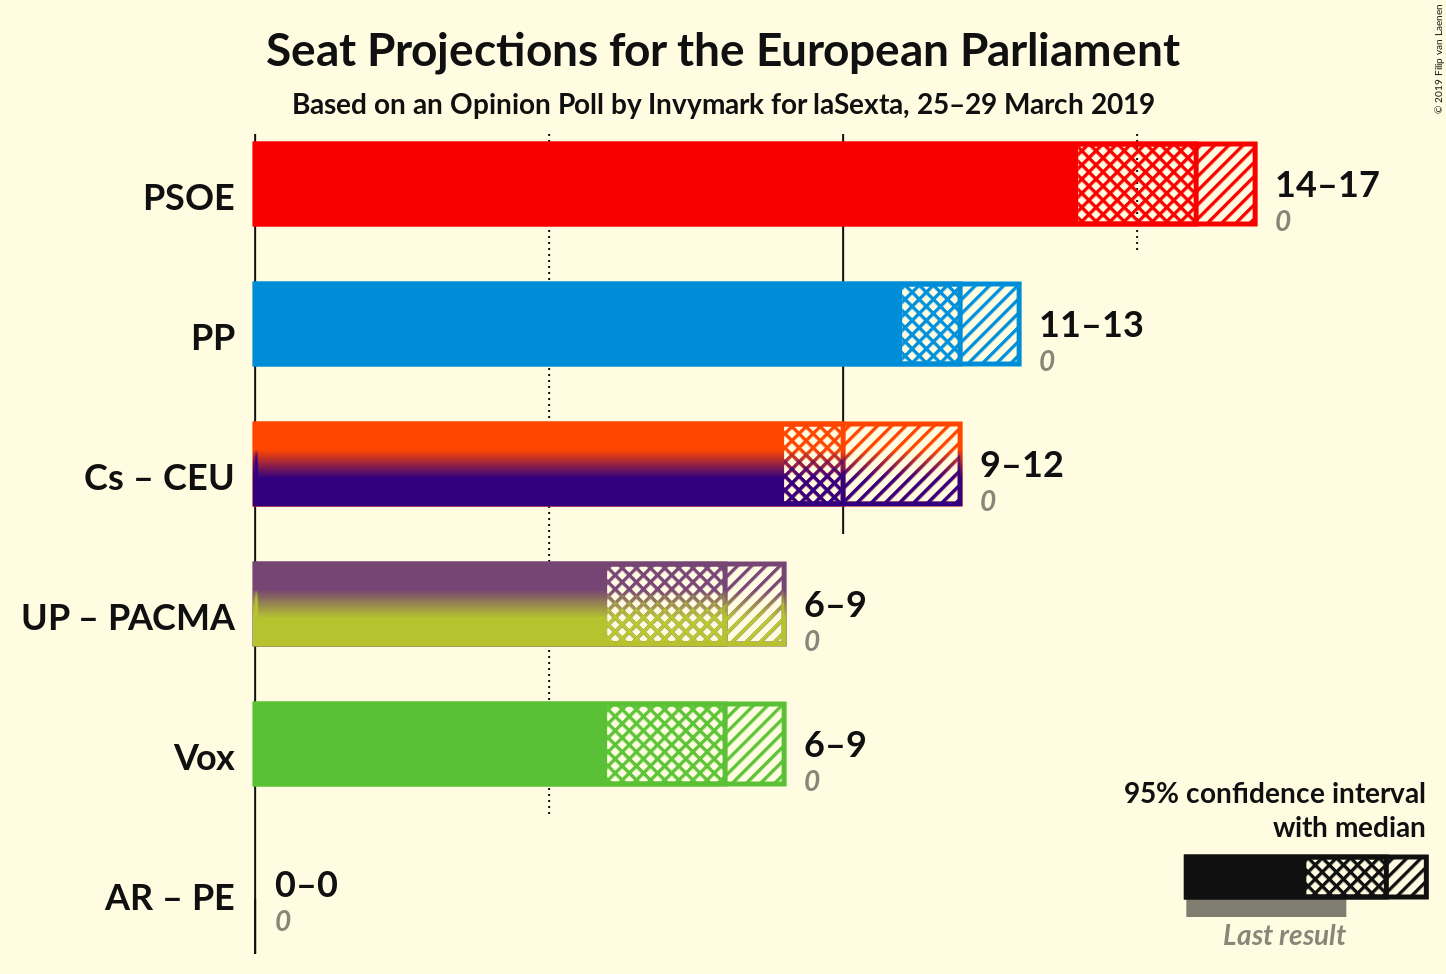 Seat Projections for the European Parliament
Based on an Opinion Poll by Invymark for laSexta, 25–29 March 2019
© 2019 Filip van Laenen
PSOE
14–17
0
PP
11–13
0
Cs – CEU
9–12
0
UP – PACMA
6–9
0
Vox
6–9
0
AR – PE
0–0
0
95% confidence interval
with median
Last result